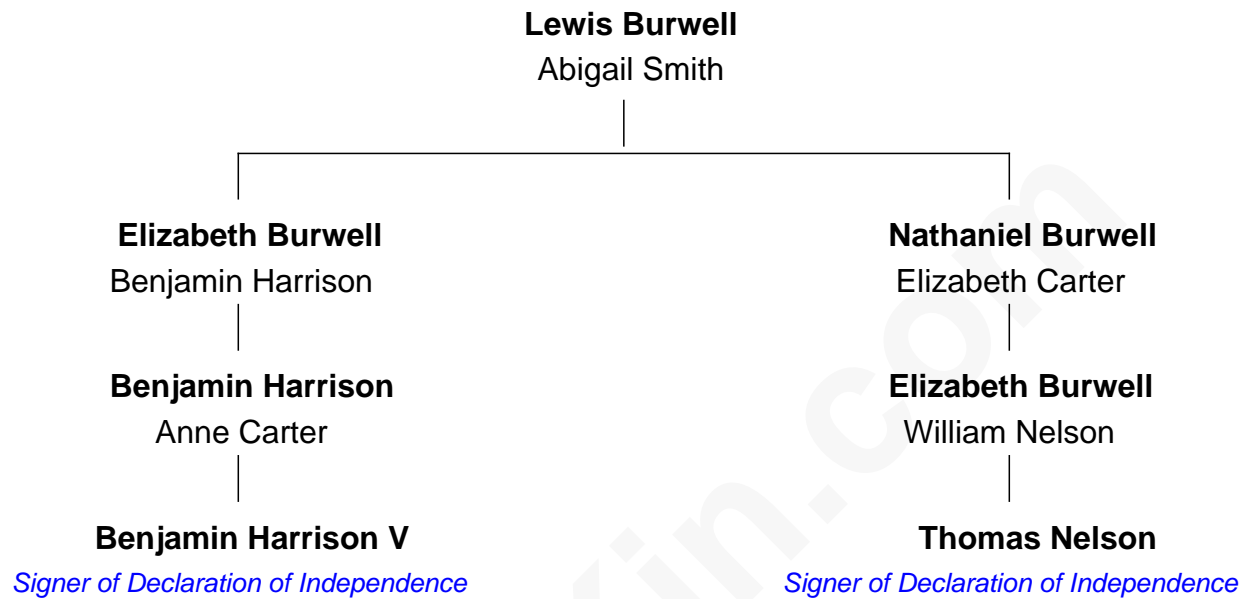 Lewis Burwell
Abigail Smith
Elizabeth Burwell
Benjamin Harrison
Nathaniel Burwell
Elizabeth Carter
Benjamin Harrison
Anne Carter
Elizabeth Burwell
William Nelson
Benjamin Harrison V
Signer of Declaration of Independence
Thomas Nelson
Signer of Declaration of Independence